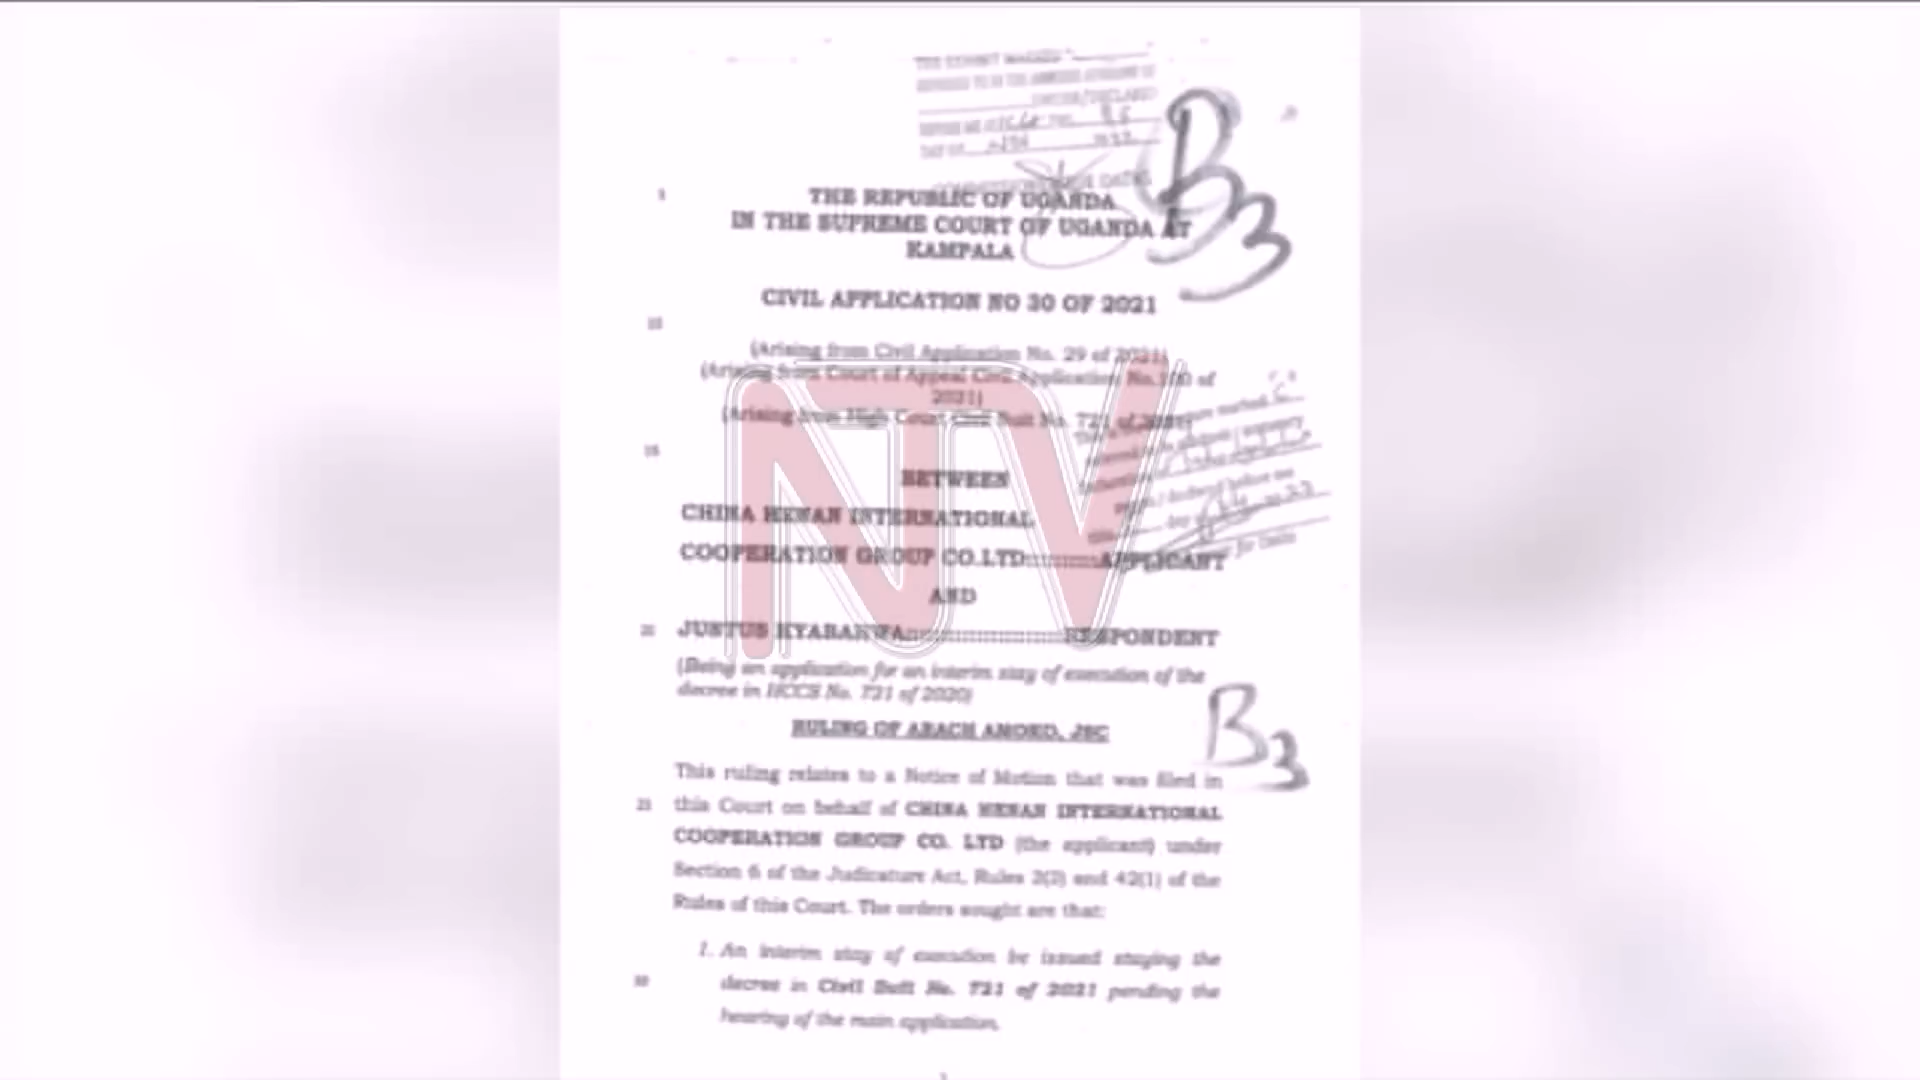 B3
THE REPUBLIC OF UGANDA
IN THE SUPREME COURT OF UGANDA AT
KAMPALA
CIVIL APPLICATION NO 30 OF 2021
(Arising from Civil Application No. 29 of 2021)
(Arising from Court of Appeal Civil Application No. 100 of
2021)
(Arising from High Court Civil Suit No. 721 of
15
BETWEEN
CHINA HENAN INTERNATIONAL
COOPERATION GROUP CO.LTD::::::::::::APPLICANT
AND
JUSTUS KYABAHWA::::::::::::::::::::::::RESPONDENT
(Being an application for an interim stay of execution of the
decree in HCCS No. 721 of 2020)
B3
RULING OF ARACH AMOKO, JSC
This ruling relates to a Notice of Motion that was filed in
25 this Court on behalf of CHINA HENAN INTERNATIONAL
COOPERATION GROUP CO. LTD (the applicant) under
Section 6 of the Judicature Act, Rules 2(2) and 42(1) of the
Rules of this Court. The orders sought are that:
1. An interim stay of execution be issued staying the
decree in Civil Suit No. 721 of 2021 pending the
hearing of the main application.
NTV